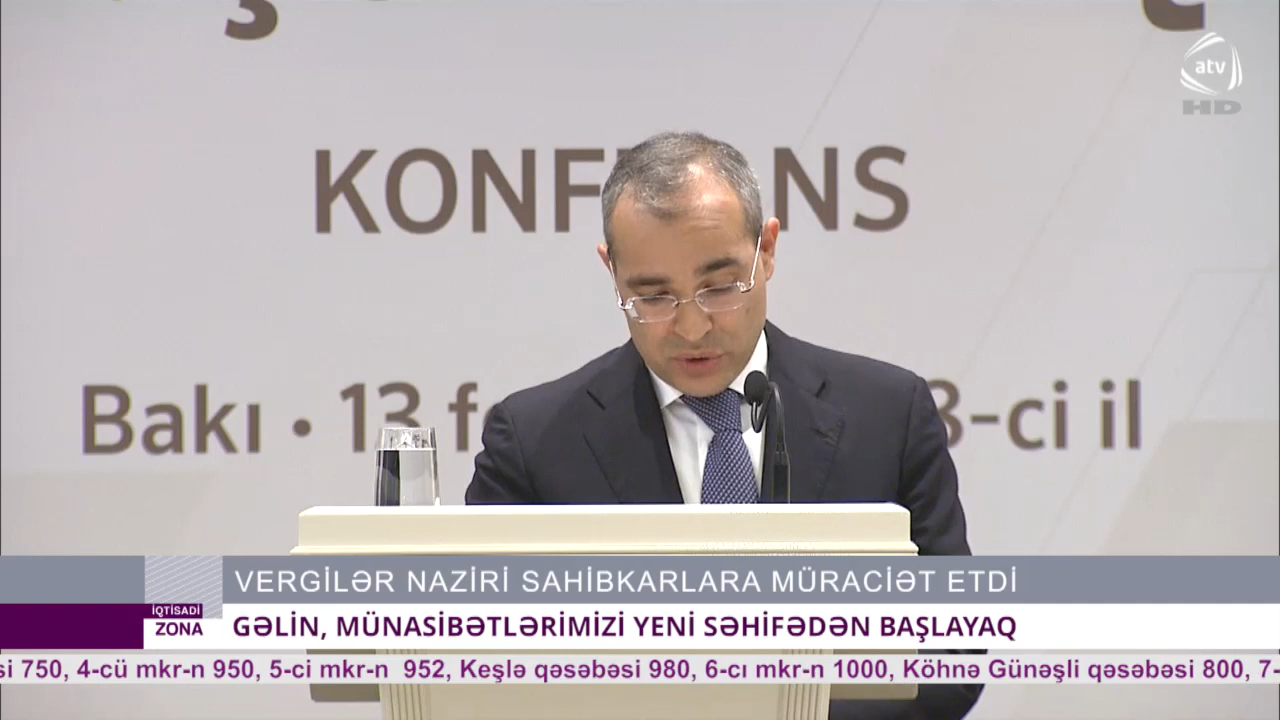 atv
HD
KONF NS
Bakı • 13 fe 8-ci il
VERGİLƏR NAZİRİ SAHİBKARLARA MÜRACİƏT ETDİ
İQTİSADİ
ZONA
GƏLİN, MÜNASİBƏTLƏRİMİZİ YENİ SƏHİFƏDƏN BAŞLAYAQ
si 750, 4-cü mkr-n 950, 5-ci mkr-n 952, Keşlə qəsəbəsi 980, 6-cı mkr-n 1000, Köhnə Günəşli qəsəbəsi 800, 7-